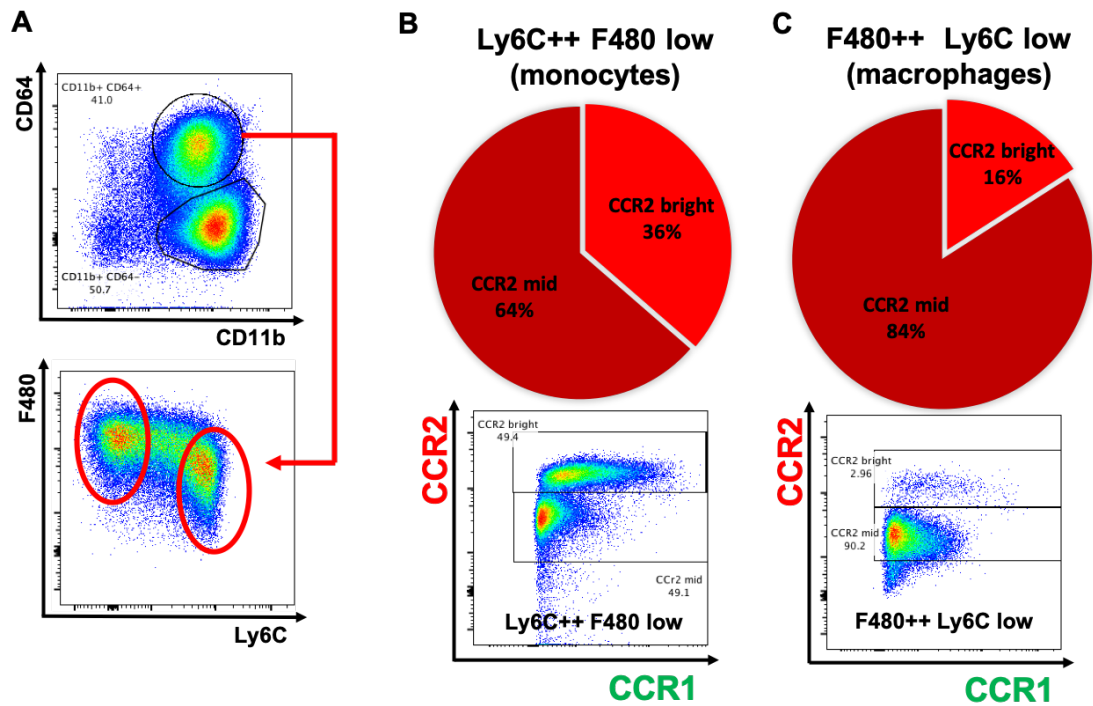 A
CD64
CD11b+ CD64+
41.0
CD11b+ CD64-
50.7
CD11b
F480
Ly6C
B
Ly6C++ F480 low
(monocytes)
CCR2 bright
36%
CCR2 mid
64%
CCR2
CCR2 bright
49.4
CCr2 mid
49.1
Ly6C++ F480 low
CCR1
C
F480++ Ly6C low
(macrophages)
CCR2 bright
16%
CCR2 mid
84%
CCR2
CCR2 bright
2.96
CCR2 mid
90.2
F480++ Ly6C low
CCR1